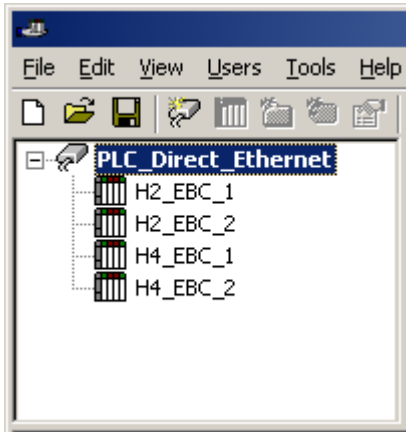 File Edit View Users Tools Help
PLC_Direct_Ethernet
H2_EBC_1
H2_EBC_2
H4_EBC_1
H4_EBC_2